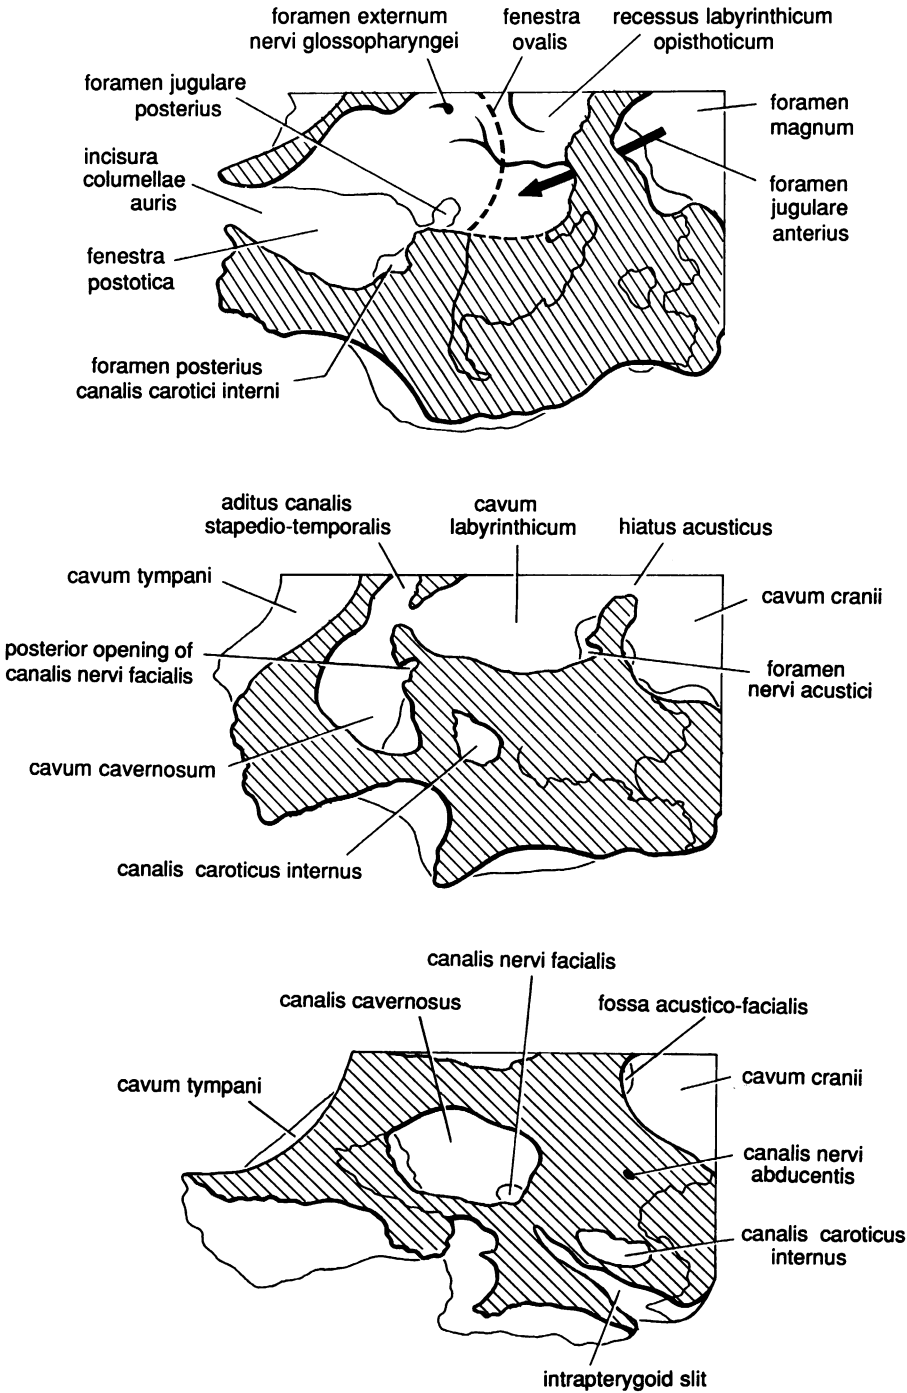 foramen externum
nervi glossopharyngei
fenestra
ovalis
recessus labyrinthicum
opisthoticum
foramen jugulare
posterius
foramen
magnum
incisura
columellae
auris
foramen
jugulare
anterius
fenestra
postotica
foramen posterius
canalis carotici interni
aditus canalis
stapedio-temporalis
cavum
labyrinthicum
hiatus acusticus
cavum tympani
cavum cranii
posterior opening of
canalis nervi facialis
foramen
nervi acustici
cavum cavernosum
canalis caroticus internus
canalis nervi facialis
canalis cavernosus
fossa acustico-facialis
cavum tympani
cavum cranii
canalis nervi
abducentis
canalis caroticus
internus
intrapterygoid slit